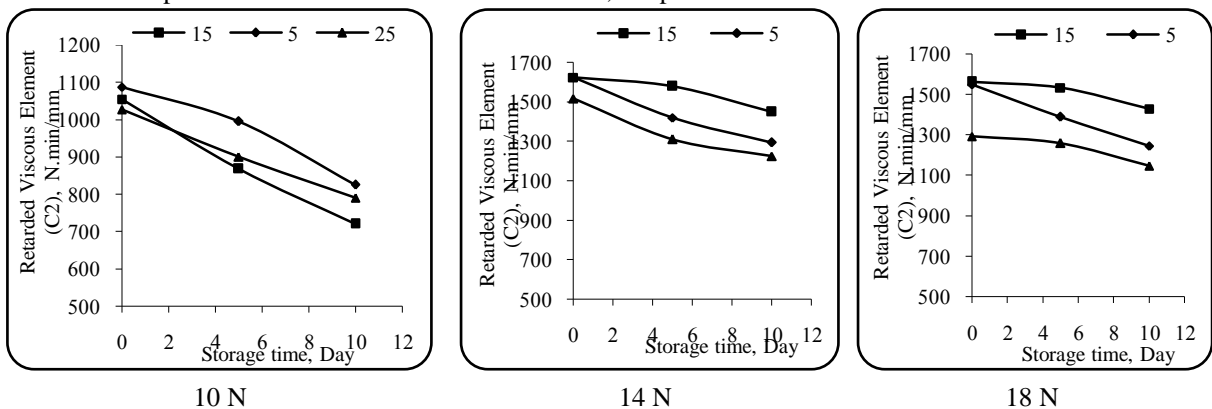 15 5 25
Retarded Viscous Element
(C2), N.min/mm
1200
1100
1000
900
800
700
600
500
0 2 4 6 8 10 12
Storage time, Day
10 N
15 5
Retarded Viscous Element
(C2), N.min/mm
1700
1500
1300
1100
900
700
500
0 2 4 6 8 10 12
Storage time, Day
14 N
15 5
Retarded Viscous Element
(C2), N.min/mm
1700
1500
1300
1100
900
700
500
0 2 4 6 8 10 12
Storage time, Day
18 N